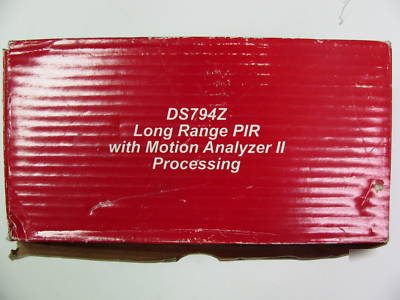 DS794Z
Long Range PIR
with Motion Analyzer II
Processing